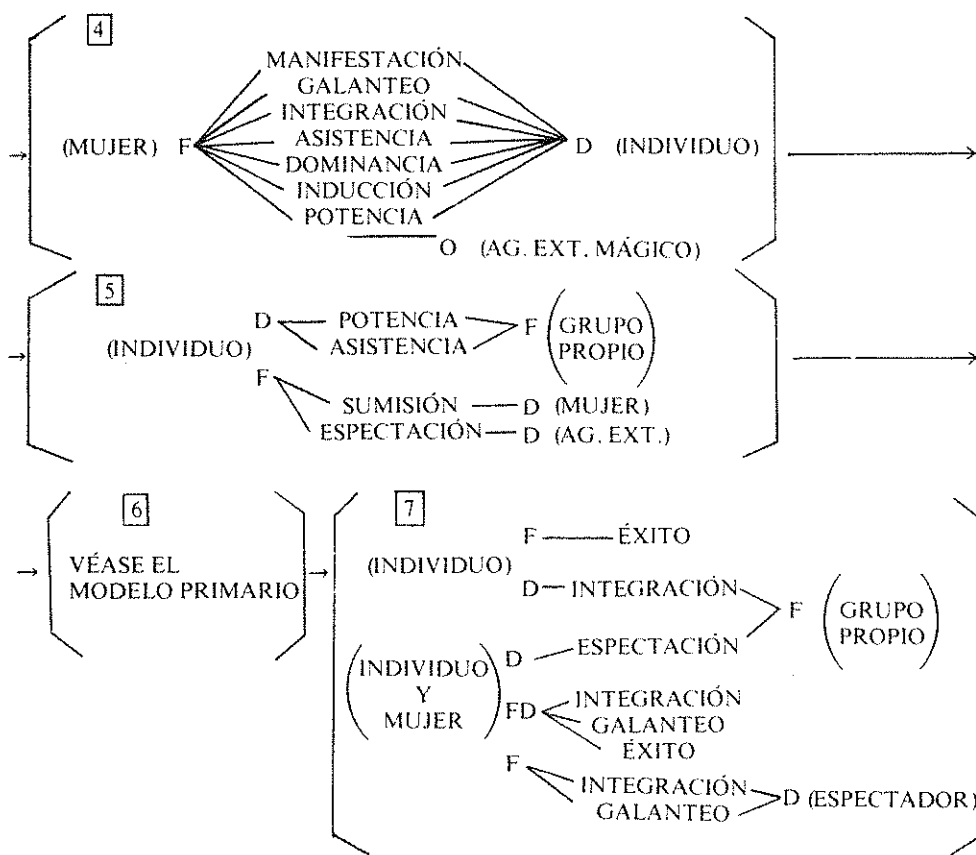 4
MANIFESTACIÓN
GALANTEO
INTEGRACIÓN
(MUJER) F ASISTENCIA D (INDIVIDUO)
DOMINANCIA
INDUCCIÓN
POTENCIA
O (AG. EXT. MÁGICO)
5
D POTENCIA F (GRUPO
(INDIVIDUO) ASISTENCIA PROPIO)
F
SUMISIÓN D (MUJER)
ESPECTACIÓN D (AG. EXT.)
6
VÉASE EL
MODELO PRIMARIO
7
F ÉXITO
(INDIVIDUO)
D INTEGRACIÓN
F (GRUPO
PROPIO)
D ESPECTACIÓN
(INDIVIDUO
Y
MUJER)
FD INTEGRACIÓN
GALANTEO
ÉXITO
F
INTEGRACIÓN
GALANTEO D (ESPECTADOR)